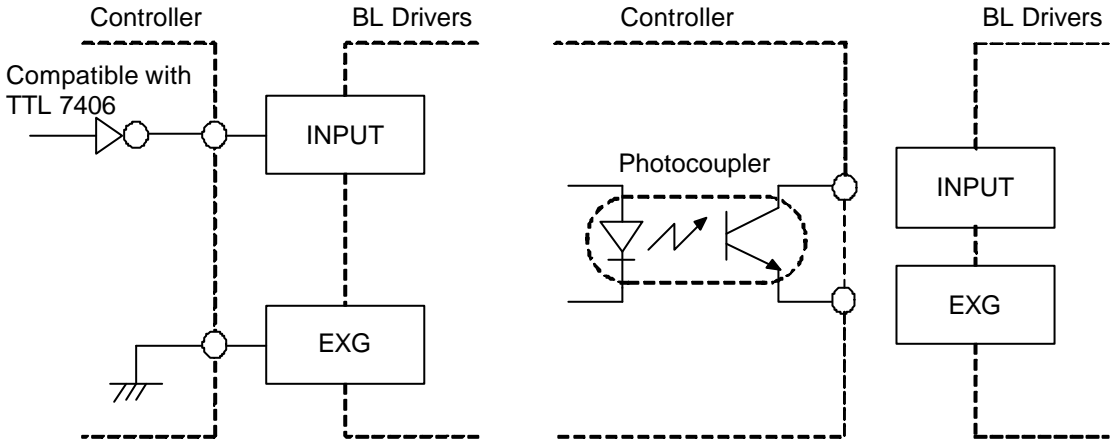 Controller
BL Drivers
Compatible with
TTL 7406
INPUT
EXG
Controller
BL Drivers
Photocoupler
INPUT
EXG